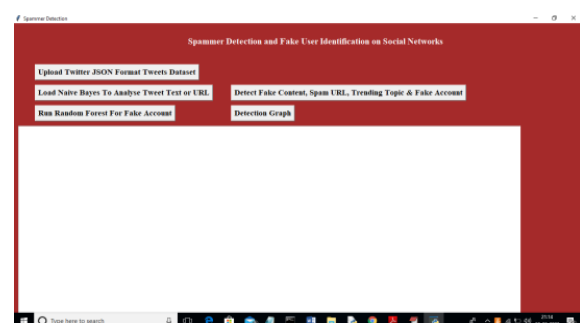 Spammer Detection
Spammer Detection and Fake User Identification on Social Networks
Upload Twitter JSON Format Tweets Dataset
Load Naive Bayes To Analyse Tweet Text or URL
Detect Fake Content, Spam URL, Trending Topic & Fake Account
Run Random Forest For Fake Account
Detection Graph
Type here to search